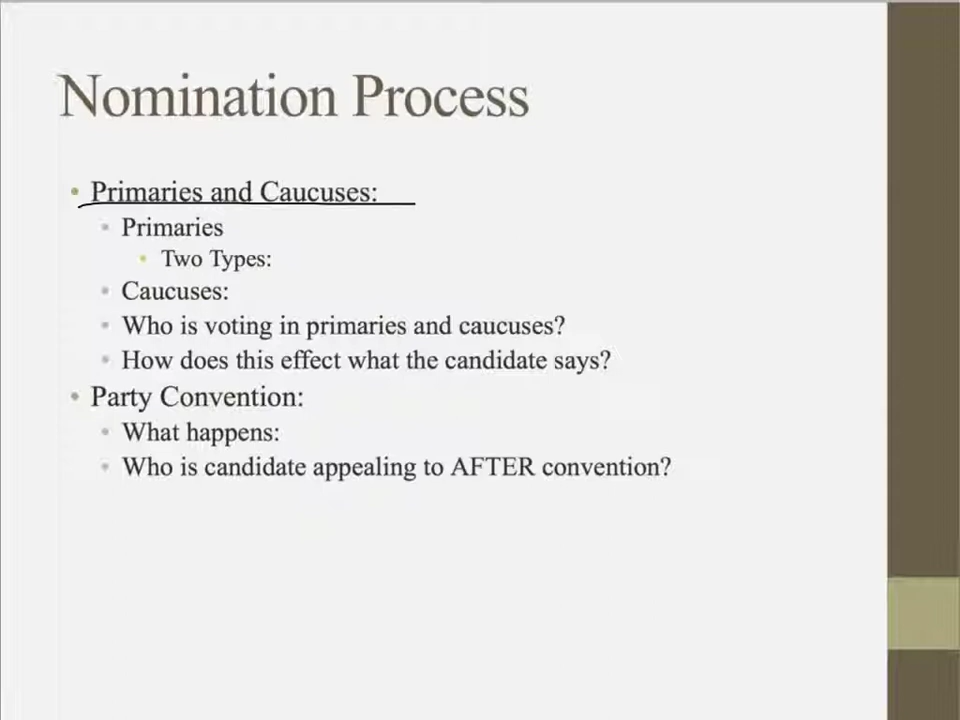 Nomination Process
• Primaries and Caucuses:
• Primaries
• Two Types:
• Caucuses:
• Who is voting in primaries and caucuses?
• How does this effect what the candidate says?
• Party Convention:
• What happens:
• Who is candidate appealing to AFTER convention?